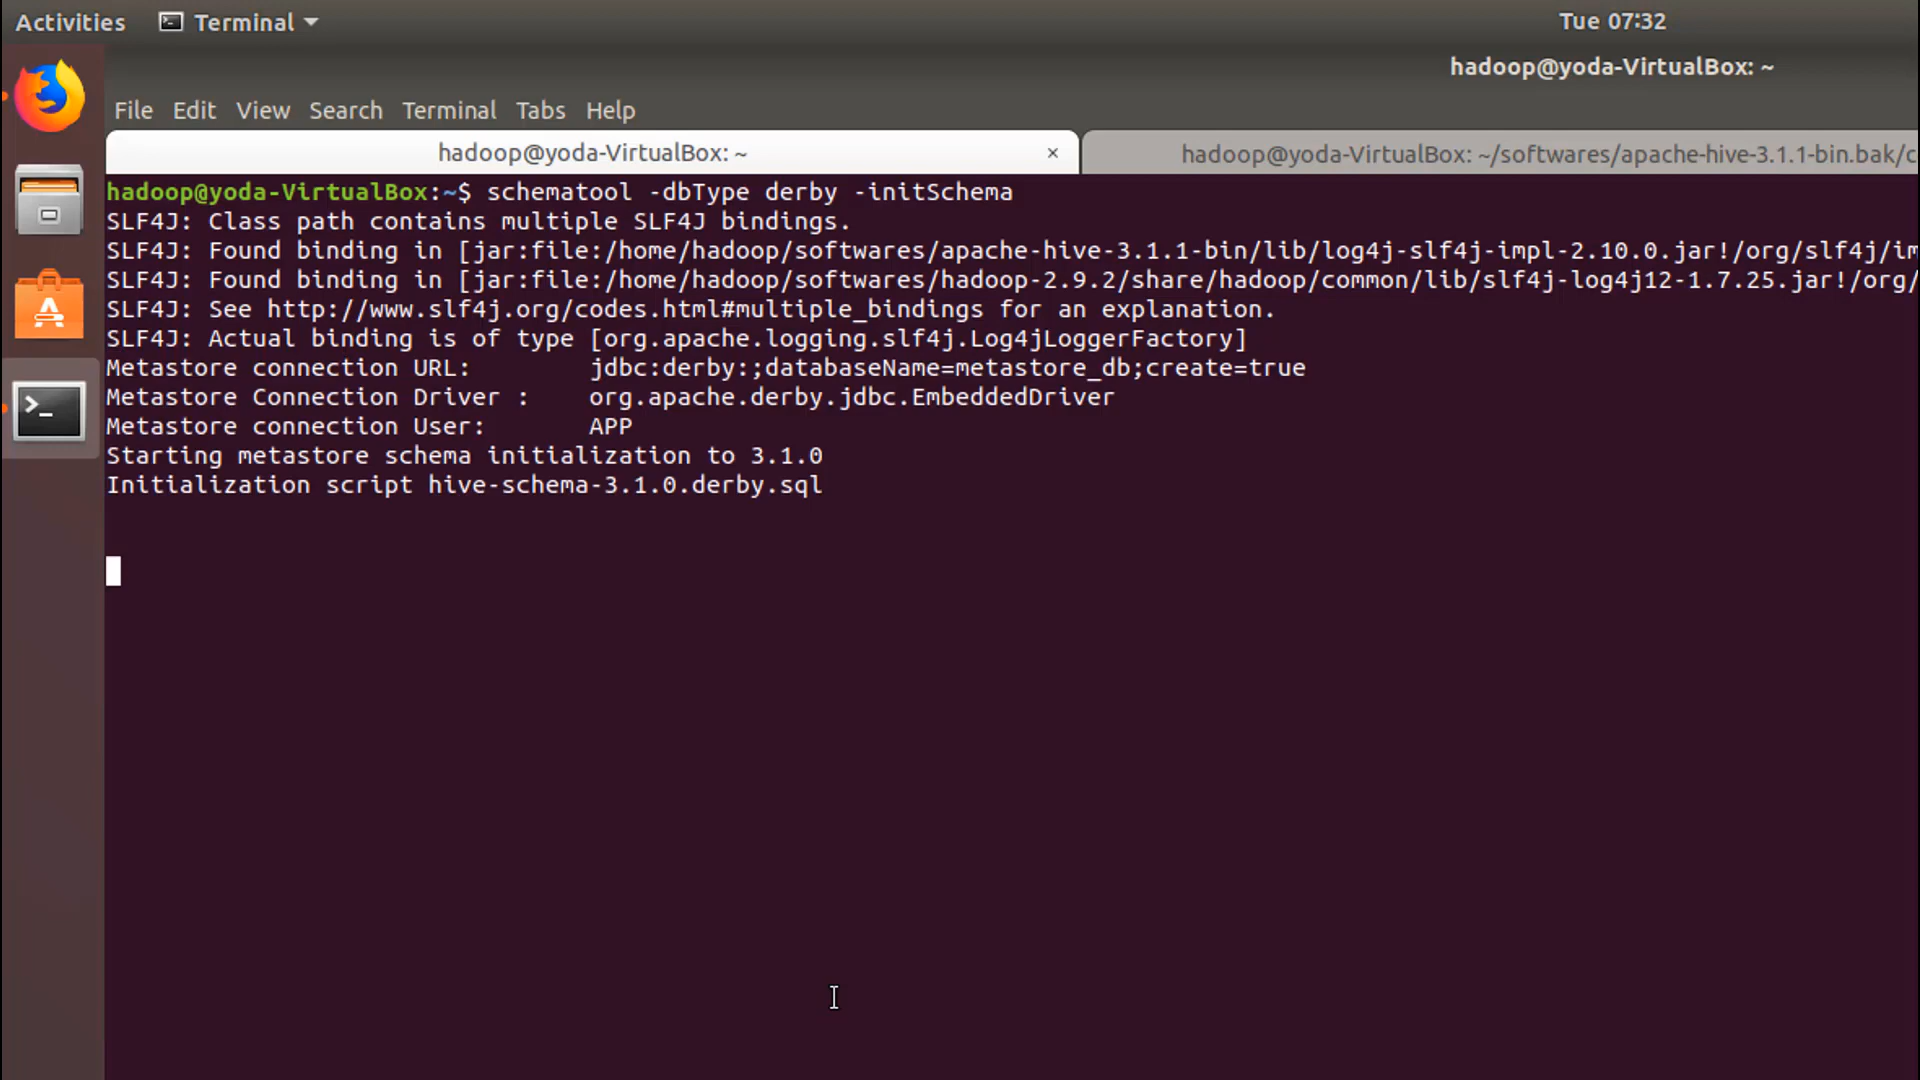 Activities Terminal Tue 07:32
hadoop@yoda-VirtualBox: ~
File Edit View Search Terminal Tabs Help
hadoop@yoda-VirtualBox: ~ × hadoop@yoda-VirtualBox: ~/softwares/apache-hive-3.1.1-bin.bak/c
hadoop@yoda-VirtualBox:~$ schematool -dbType derby -initSchema
SLF4J: Class path contains multiple SLF4J bindings.
SLF4J: Found binding in [jar:file:/home/hadoop/softwares/apache-hive-3.1.1-bin/lib/log4j-slf4j-impl-2.10.0.jar!/org/slf4j/im
SLF4J: Found binding in [jar:file:/home/hadoop/softwares/hadoop-2.9.2/share/hadoop/common/lib/slf4j-log4j12-1.7.25.jar!/org/
SLF4J: See http://www.slf4j.org/codes.html#multiple_bindings for an explanation.
SLF4J: Actual binding is of type [org.apache.logging.slf4j.Log4jLoggerFactory]
Metastore connection URL: jdbc:derby:;databaseName=metastore_db;create=true
Metastore Connection Driver : org.apache.derby.jdbc.EmbeddedDriver
Metastore connection User: APP
Starting metastore schema initialization to 3.1.0
Initialization script hive-schema-3.1.0.derby.sql